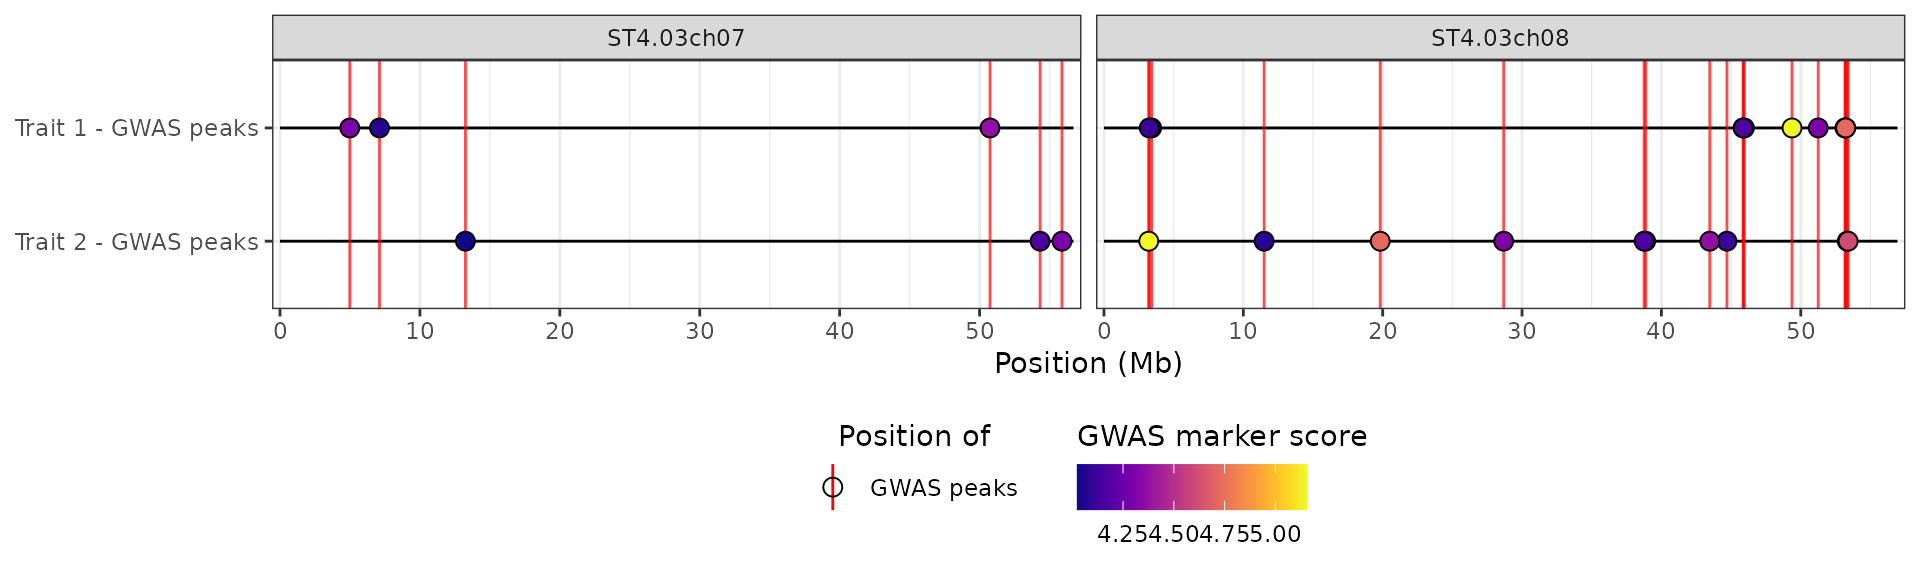 ST4.03ch07 ST4.03ch08
Trait 1 - GWAS peaks
Trait 2 - GWAS peaks
0 10 20 30 40 50 0 10 20 30 40 50
Position (Mb)
Position of GWAS marker score
GWAS peaks
4.254.504.755.00